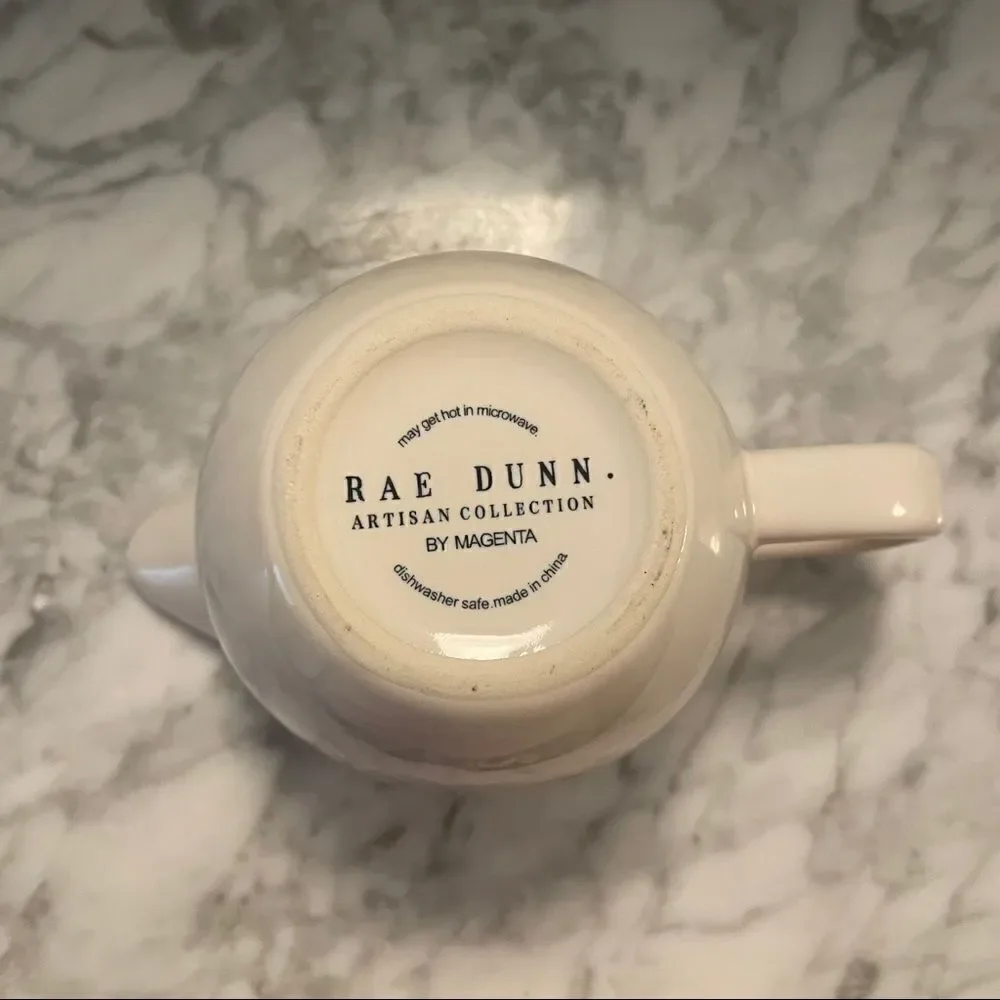 may get hot in microwave.
RAE DUNN.
ARTISAN COLLECTION
BY MAGENTA
dishwasher safe.made in china